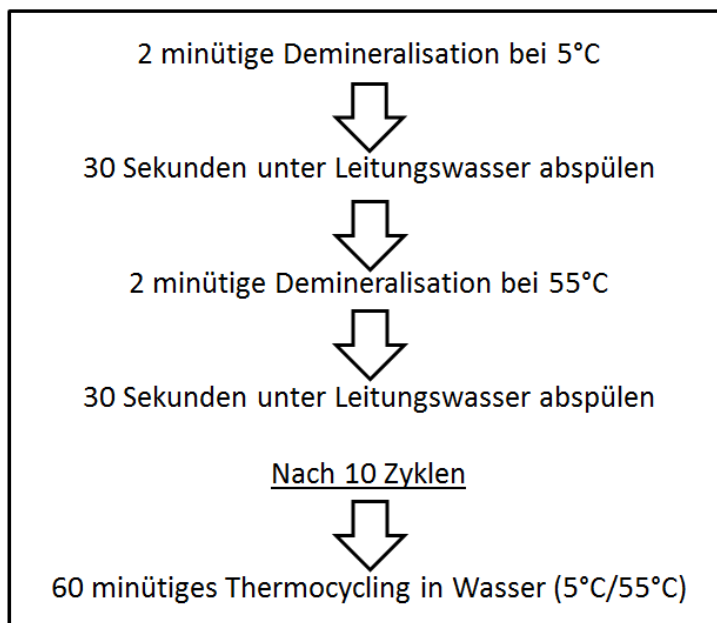 2 minütige Demineralisation bei 5°C
30 Sekunden unter Leitungswasser abspülen
2 minütige Demineralisation bei 55°C
30 Sekunden unter Leitungswasser abspülen
Nach 10 Zyklen
60 minütiges Thermocycling in Wasser (5°C/55°C)